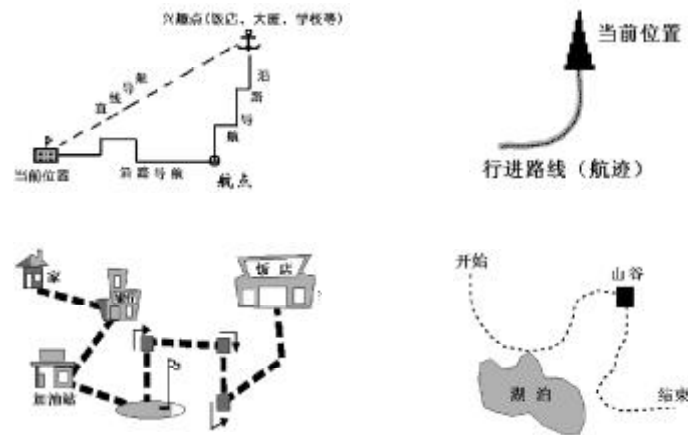 兴趣点(饭店、大厦、学校等)
直线导航
沿路导航
当前位置
沿路导航
航点
当前位置
行进路线（航迹）
家
饭店
加油站
开始
山谷
湖泊
结束